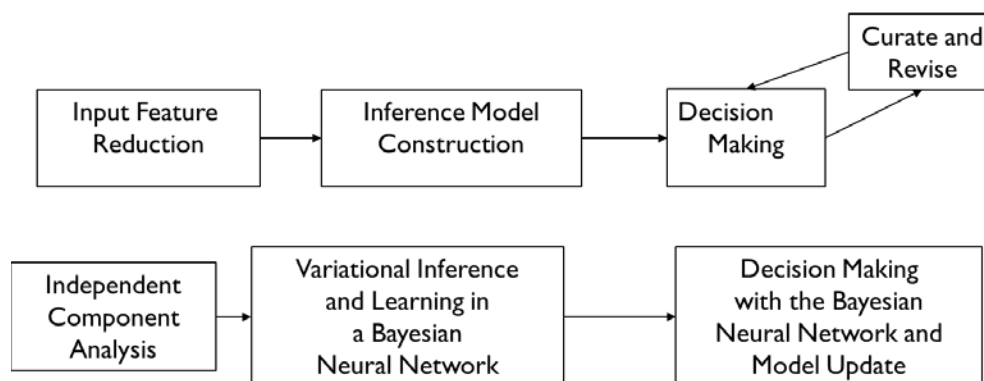 Curate and
Revise
Input Feature
Reduction
Inference Model
Construction
Decision
Making
Independent
Component
Analysis
Variational Inference
and Learning in
a Bayesian
Neural Network
Decision Making
with the Bayesian
Neural Network and
Model Update